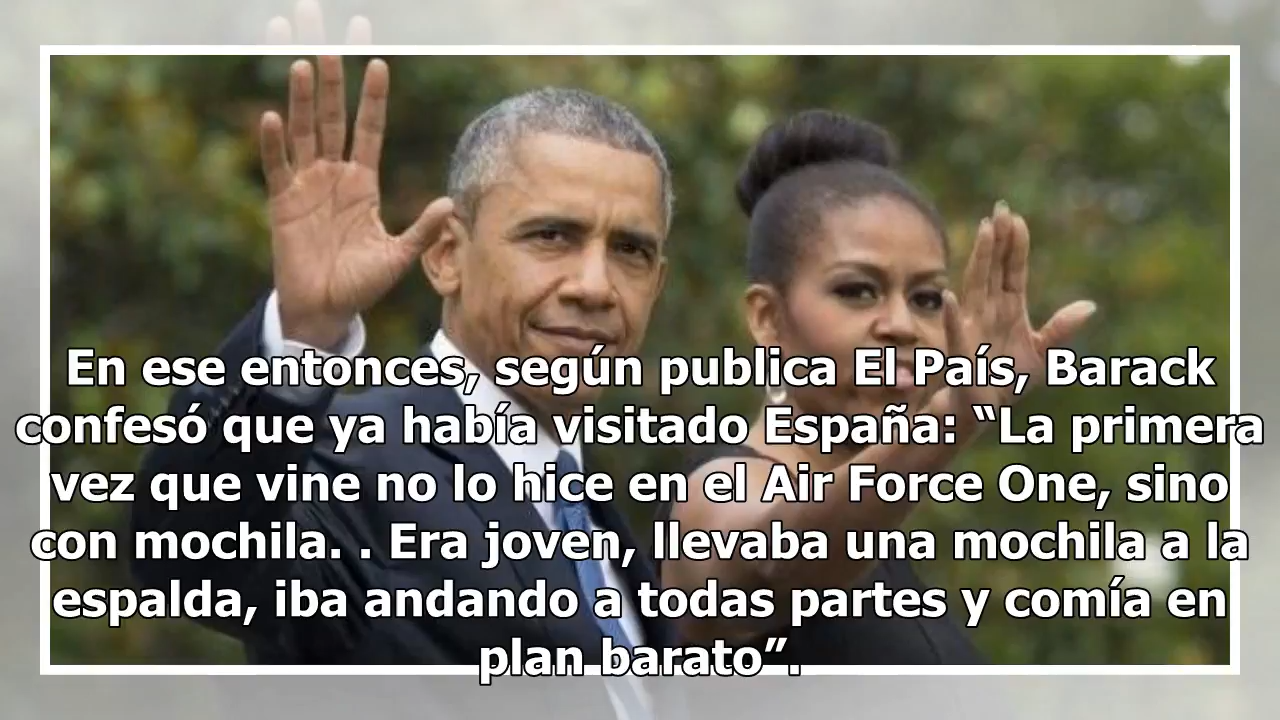 En ese entonces, según publica El País, Barack
confesó que ya había visitado España: “La primera
vez que vine no lo hice en el Air Force One, sino
con mochila. . Era joven, llevaba una mochila a la
espalda, iba andando a todas partes y comía en
plan barato”.